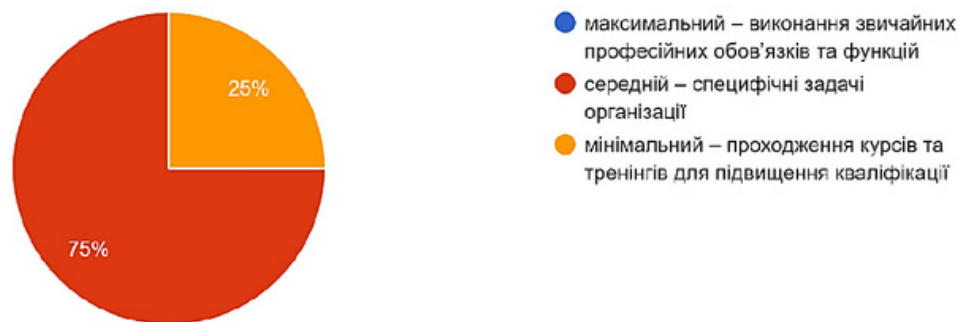 25%
75%
максимальний – виконання звичайних
професійних обов’язків та функцій
середній – специфічні задачі
організації
мінімальний – проходження курсів та
тренінгів для підвищення кваліфікації